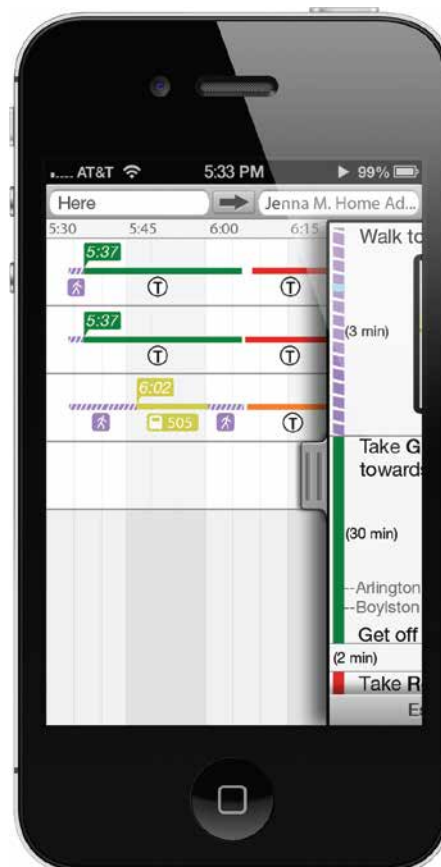 AT&T 5:33 PM 99%
Here Jenna M. Home Ad...
5:30 5:45 6:00 6:15
Walk to
5:37
T T
(3 min)
5:37
T T
6:02
505 T
Take G
towards
(30 min)
--Arlington
--Boylston
Get off
(2 min)
Take R